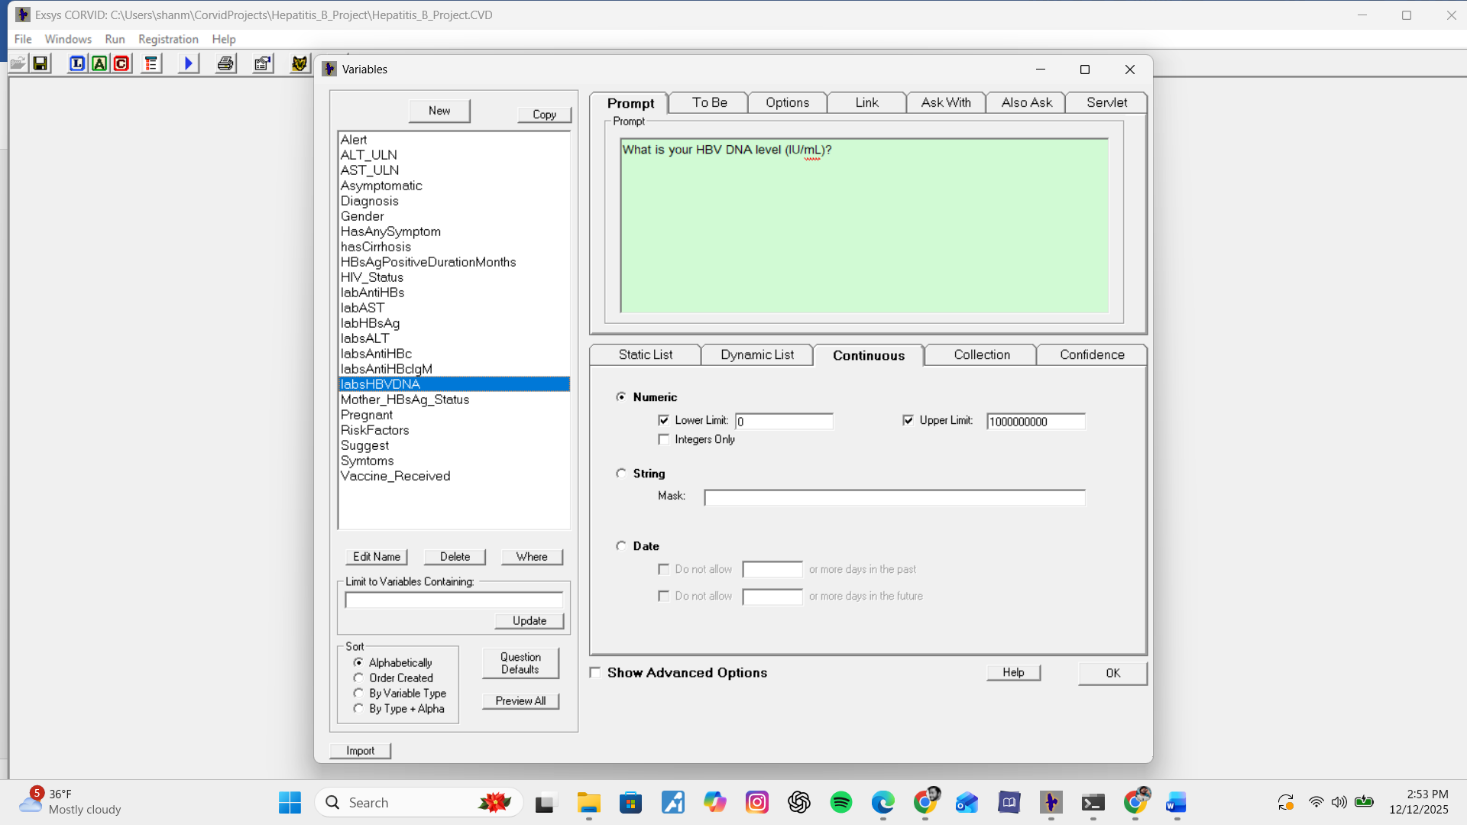 Exsys CORVID: C:\Users\shanm\CorvidProjects\Hepatitis_B_Project\Hepatitis_B_Project.CVD
File Windows Run Registration Help
L A C
Variables
New
Copy
Alert
ALT_ULN
AST_ULN
Asymptomatic
Diagnosis
Gender
HasAnySymptom
hasCirrhosis
HBsAgPositiveDurationMonths
HIV_Status
labAntiHBs
labAST
labHBsAg
labsALT
labsAntiHBc
labsAntiHBcIgM
labsHBVDNA
Mother_HBsAg_Status
Pregnant
RiskFactors
Suggest
Symtoms
Vaccine_Received
Edit Name Delete Where
Limit to Variables Containing:
Update
Sort
Alphabetically
Order Created
By Variable Type
By Type + Alpha
Question Defaults
Preview All
Import
Prompt To Be Options Link Ask With Also Ask Servlet
Prompt
What is your HBV DNA level (IU/mL)?
Static List Dynamic List Continuous Collection Confidence
Numeric
Lower Limit: 0 Upper Limit: 1000000000
Integers Only
String
Mask:
Date
Do not allow or more days in the past
Do not allow or more days in the future
Show Advanced Options Help OK
5
36°F
Mostly cloudy
Search
2:53 PM
12/12/2025